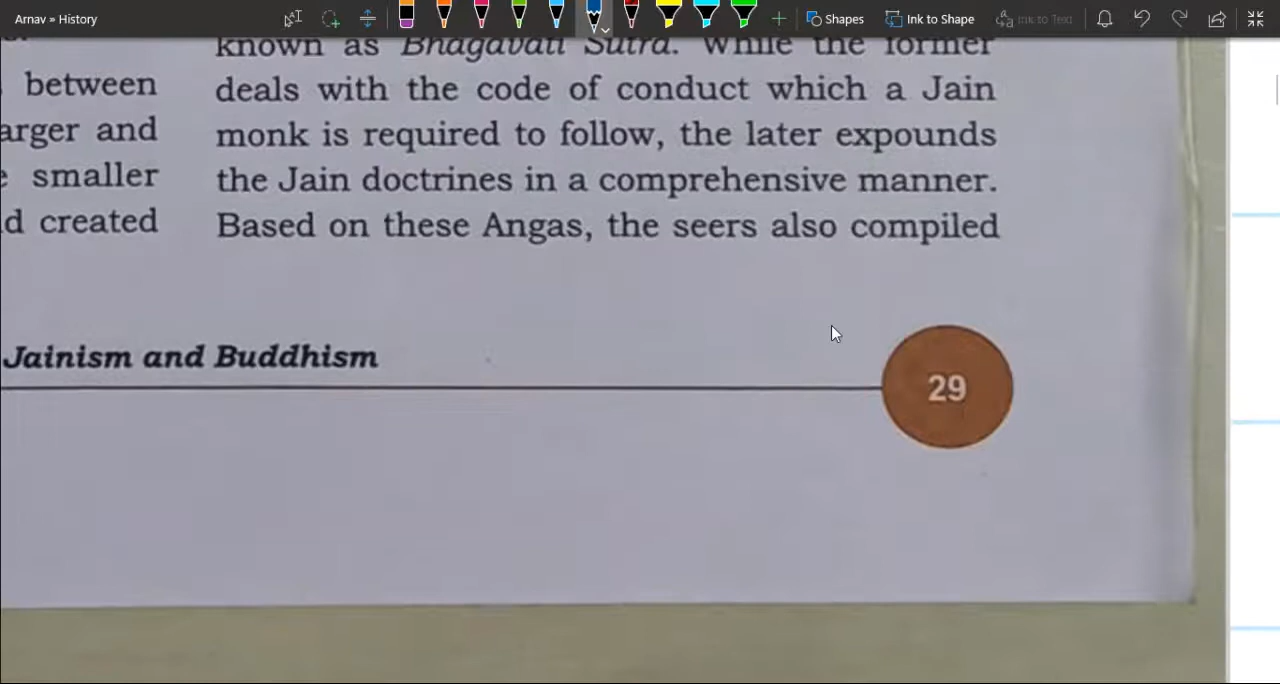 Arnav » History
Shapes
Ink to Shape
Ink to Text
between
arger and
smaller
d created
known as Bhagavati Sutra. While the former
deals with the code of conduct which a Jain
monk is required to follow, the later expounds
the Jain doctrines in a comprehensive manner.
Based on these Angas, the seers also compiled
Jainism and Buddhism
29